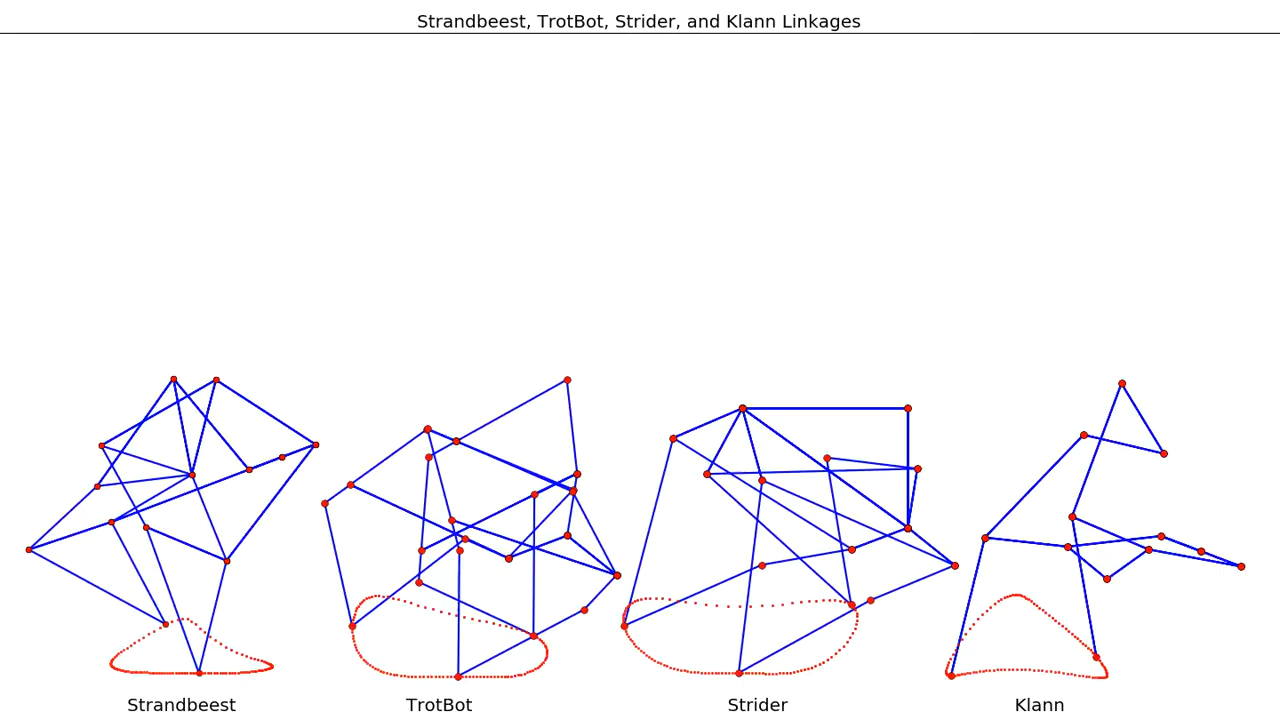 Strandbeest, TrotBot, Strider, and Klann Linkages
Strandbeest TrotBot Strider Klann